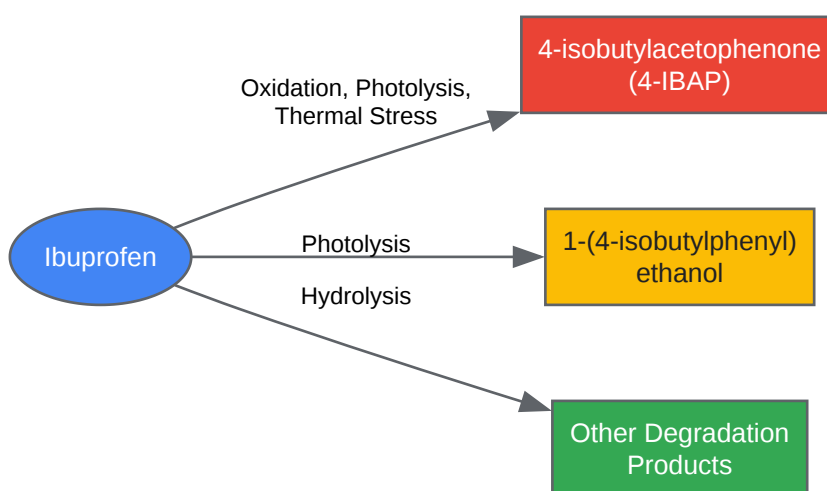 4-isobutylacetophenone
(4-IBAP)
Oxidation, Photolysis,
Thermal Stress
Ibuprofen
Photolysis
1-(4-isobutylphenyl)
ethanol
Hydrolysis
Other Degradation
Products